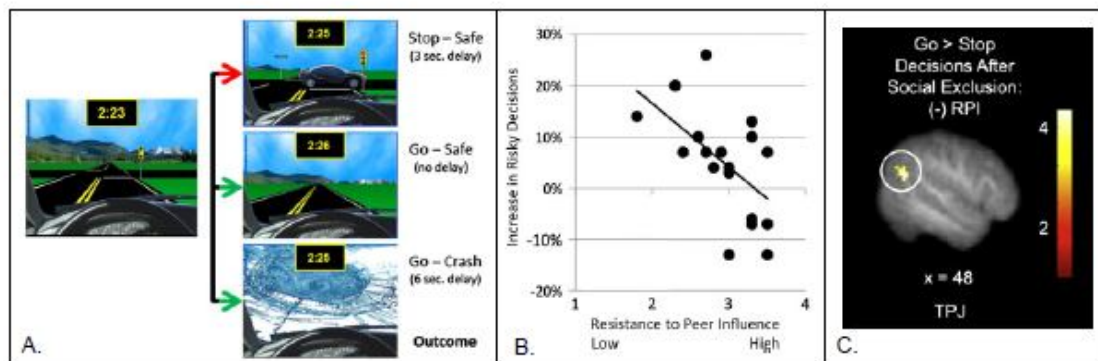 2:23
2:25
Stop – Safe
(3 sec. delay)
2:26
Go – Safe
(no delay)
2:25
Go – Crash
(6 sec. delay)
Outcome
A.
30%
20%
10%
0%
-10%
-20%
Increase in Risky Decisions
1
2
3
4
Resistance to Peer Influence
Low
High
B.
Go > Stop
Decisions After
Social Exclusion:
(-) RPI
4
2
x = 48
TPJ
C.